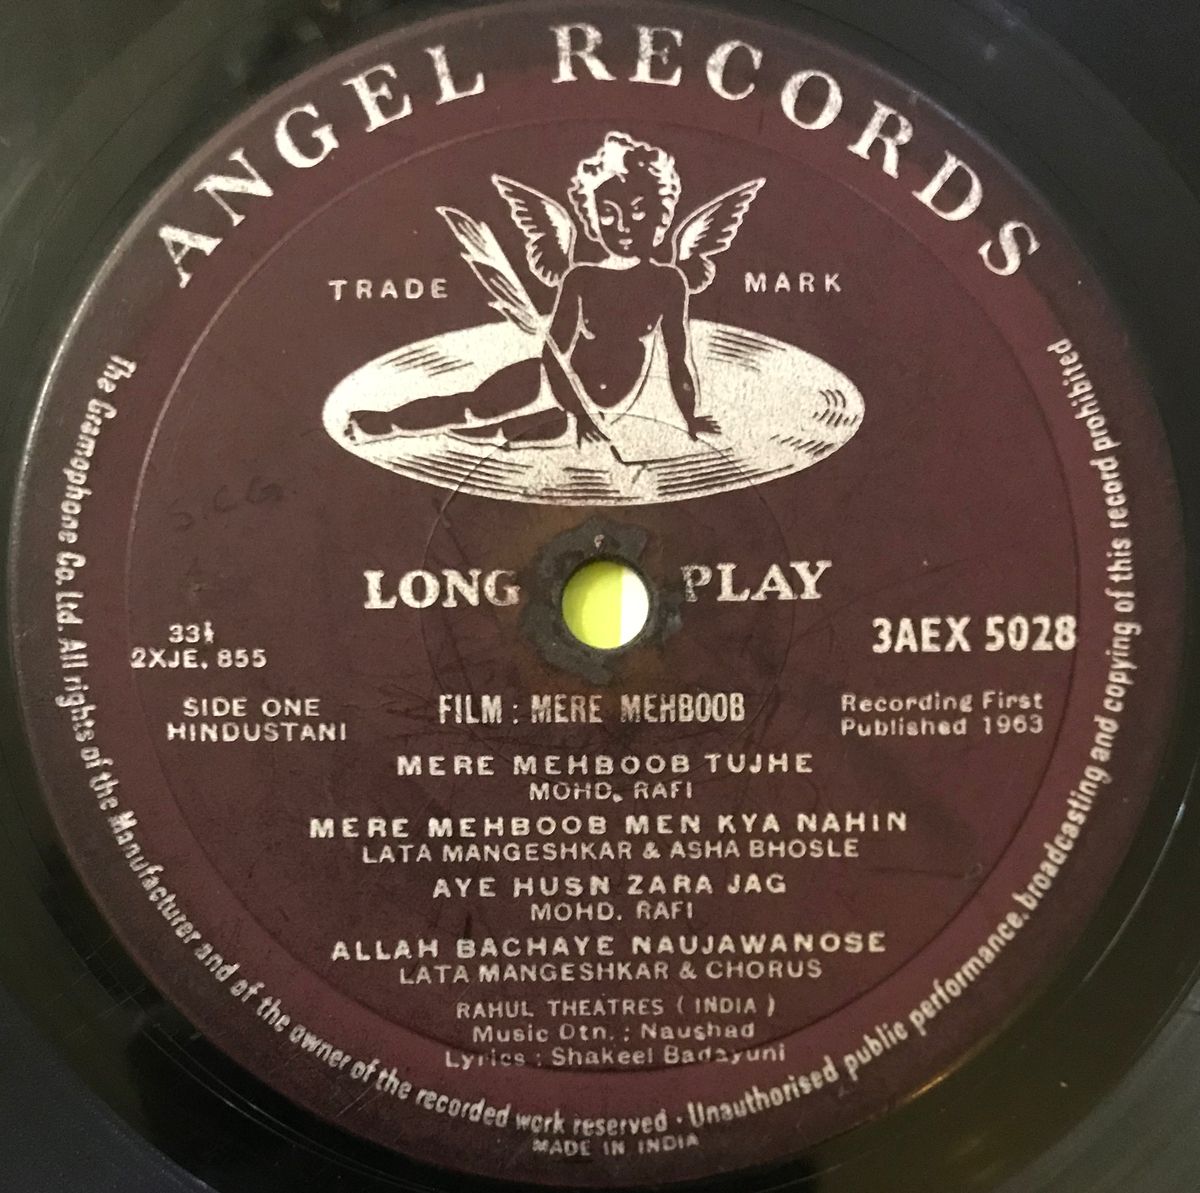 ANGEL RECORDS
TRADE MARK
LONG PLAY
33⅓
2XJE. 855
3AEX 5028
SIDE ONE
HINDUSTANI
FILM : MERE MEHBOOB
Recording First
Published 1963
MERE MEHBOOB TUJHE
MOHD. RAFI
MERE MEHBOOB MEN KYA NAHIN
LATA MANGESHKAR & ASHA BHOSLE
AYE HUSN ZARA JAG
MOHD. RAFI
ALLAH BACHAYE NAUJAWANOSE
LATA MANGESHKAR & CHORUS
RAHUL THEATRES ( INDIA )
Music Dtn. : Naushad
Lyrics : Shakeel Badayuni
The Gramophone Co. Ltd. All rights of the Manufacturer and of the owner of the recorded work reserved · Unauthorised public performance, broadcasting and copying of this record prohibited
MADE IN INDIA